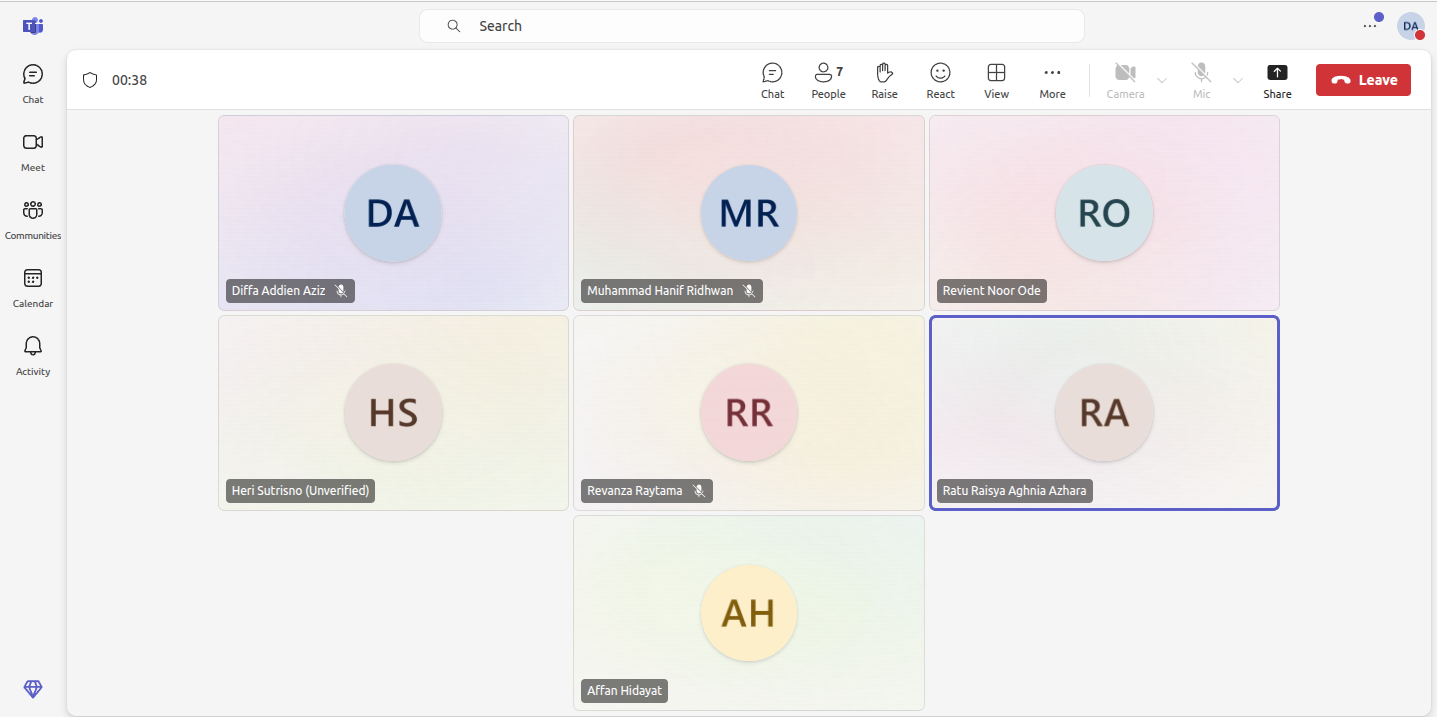 Search
DA
00:38
Chat
People 7
Raise
React
View
More
Camera
Mic
Share
Leave
Chat
Meet
Communities
Calendar
Activity
DA
Diffa Addien Aziz
MR
Muhammad Hanif Ridhwan
RO
Revient Noor Ode
HS
Heri Sutrisno (Unverified)
RR
Revanza Raytama
RA
Ratu Raisya Aghnia Azhara
AH
Affan Hidayat